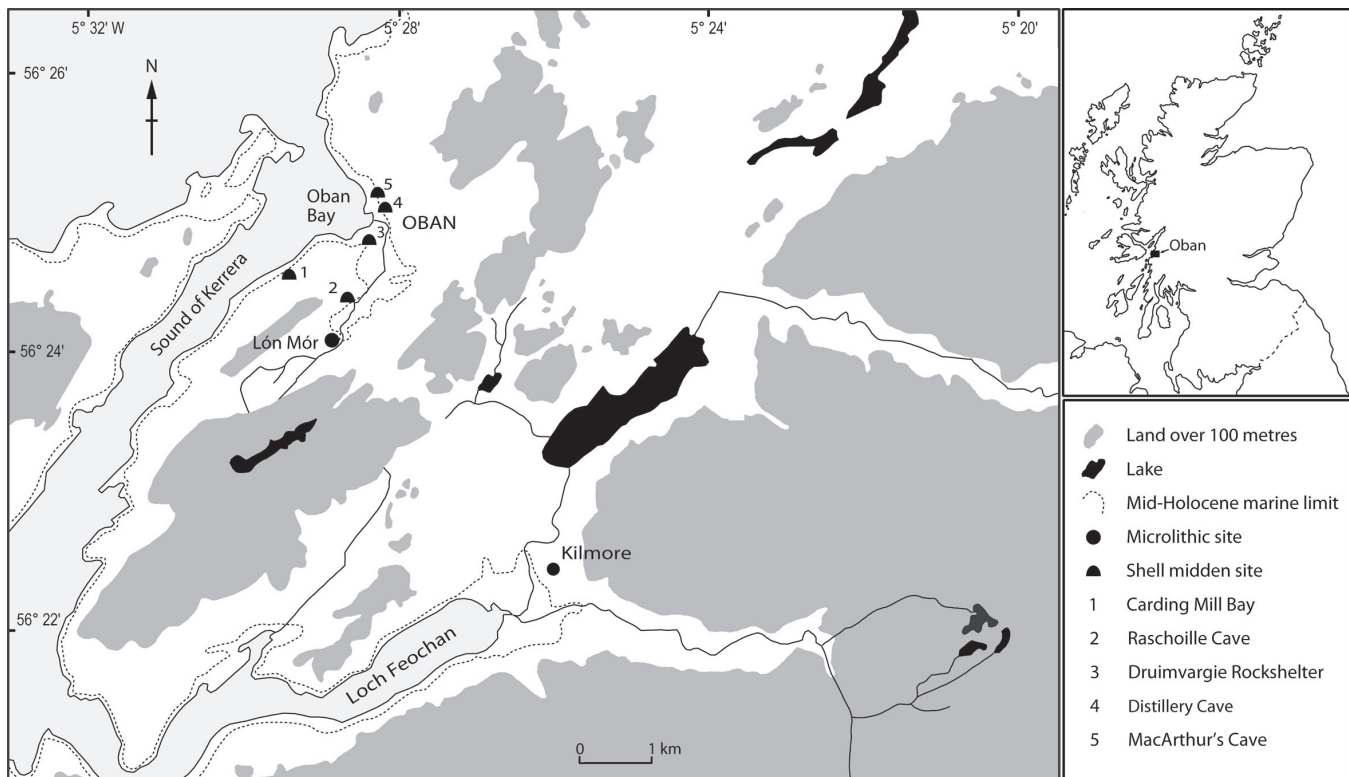 5° 32' W
5° 28'
5° 24'
5° 20'
56° 26'
N
5
4
Oban
Bay
OBAN
3
1
2
Sound of Kerrera
Lón Mór
56° 24'
Kilmore
56° 22'
Loch Feochan
0 1 km
Oban
Land over 100 metres
Lake
Mid-Holocene marine limit
Microlithic site
Shell midden site
1 Carding Mill Bay
2 Raschoille Cave
3 Druimvargie Rockshelter
4 Distillery Cave
5 MacArthur's Cave